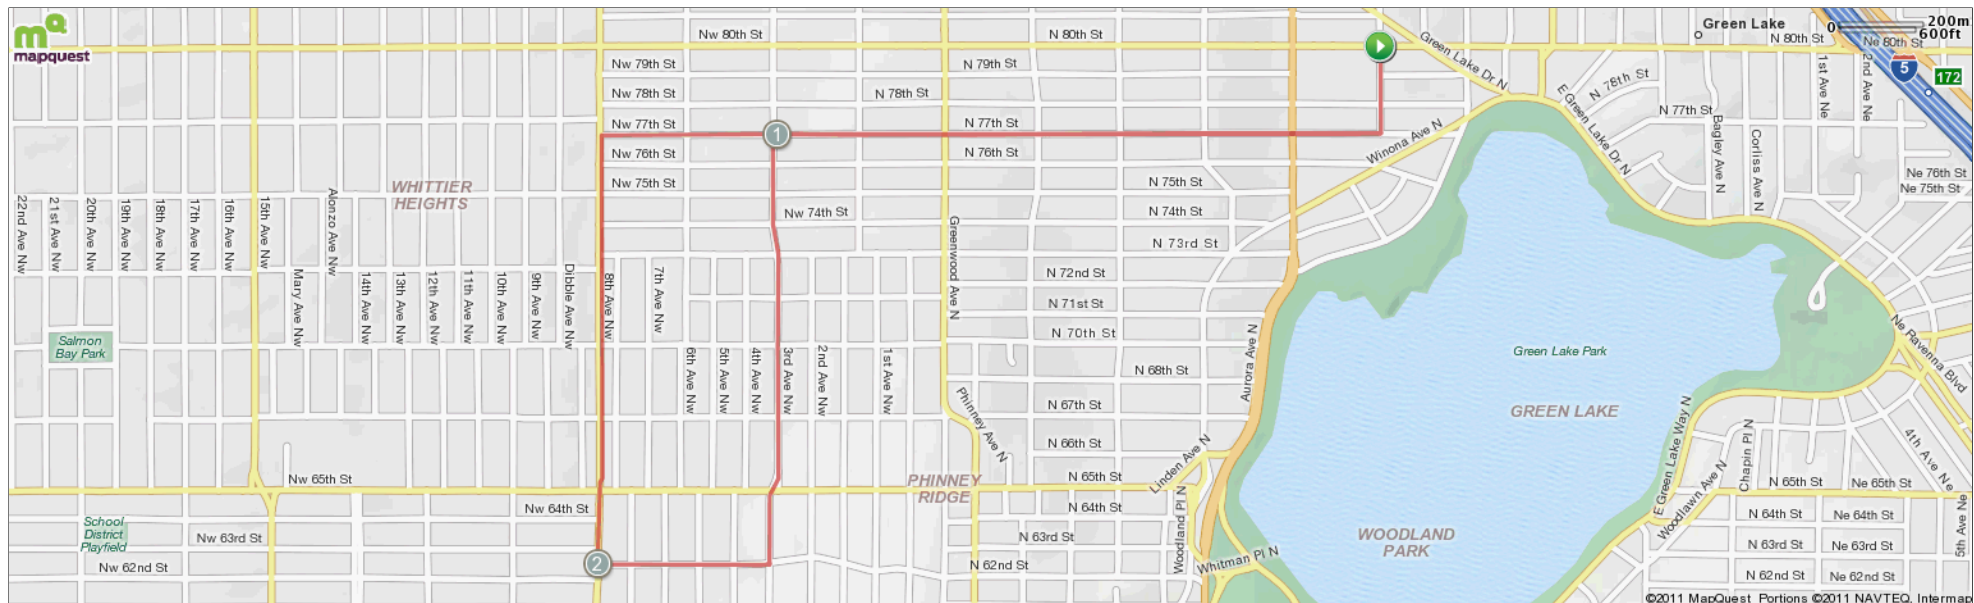 mapquest
Nw 80th St
N 80th St
Green Lake Dr N
Green Lake
0
200m
600ft
N 80th St
Ne 80th St
Nw 79th St
N 79th St
5
172
Nw 78th St
N 78th St
N 78th St
1st Ave Ne
2nd Ave Ne
E Green Lake Dr N
N 77th St
Bagley Ave N
Corliss Ave N
Nw 77th St
1
N 77th St
Winona Ave N
Nw 76th St
N 76th St
Ne 76th St
Nw 75th St
N 75th St
Ne 75th St
WHITTIER
HEIGHTS
22nd Ave Nw
21st Ave Nw
20th Ave Nw
19th Ave Nw
18th Ave Nw
17th Ave Nw
16th Ave Nw
15th Ave Nw
Alonzo Ave Nw
Nw 74th St
N 74th St
Greenwood Ave N
N 73rd St
Mary Ave Nw
14th Ave Nw
13th Ave Nw
12th Ave Nw
11th Ave Nw
10th Ave Nw
9th Ave Nw
Dibble Ave Nw
8th Ave Nw
7th Ave Nw
N 72nd St
N 71st St
N 70th St
Aurora Ave N
Ne Ravenna Blvd
Salmon
Bay Park
6th Ave Nw
5th Ave Nw
4th Ave Nw
3rd Ave Nw
2nd Ave Nw
1st Ave Nw
Green Lake Park
N 68th St
Phinney Ave N
N 67th St
GREEN LAKE
E Green Lake Way N
Chapin Pl N
4th Ave Ne
N 66th St
Linden Ave N
Nw 65th St
PHINNEY
RIDGE
N 65th St
Woodlawn Ave N
N 65th St
Ne 65th St
Nw 64th St
N 64th St
Woodland Pl N
N 64th St
Ne 64th St
5th Ave Ne
School
District
Playfield
Nw 63rd St
N 63rd St
WOODLAND
PARK
N 63rd St
Ne 63rd St
Nw 62nd St
2
N 62nd St
Whitman Pl N
N 62nd St
Ne 62nd St
©2011 MapQuest Portions ©2011 NAVTEQ, Intermap